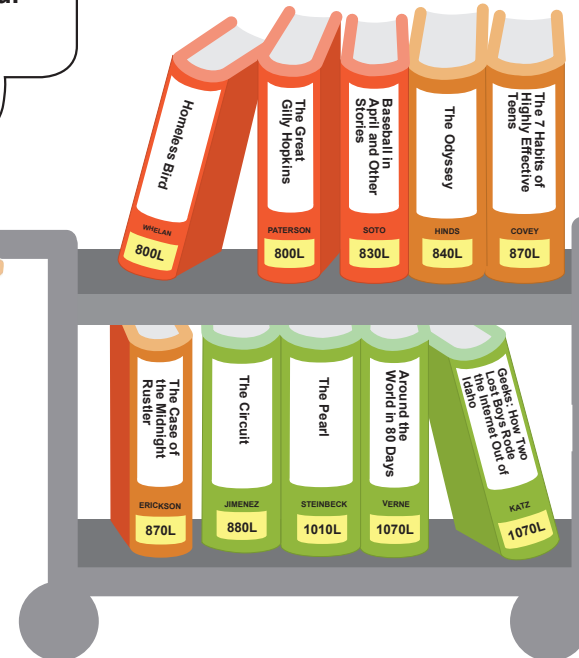 Homeless Bird
WHELAN
800L
The Great
Gilly Hopkins
PATERSON
800L
Baseball in
April and Other
Stories
SOTO
830L
The Odyssey
HINDS
840L
The 7 Habits of
Highly Effective
Teens
COVEY
870L
The Case of
the Midnight
Rustler
ERICKSON
870L
The Circuit
JIMENEZ
880L
The Pearl
STEINBECK
1010L
Around the
World in 80 Days
VERNE
1070L
Geeks: How Two
Lost Boys Rode
the Internet Out of
Idaho
KATZ
1070L